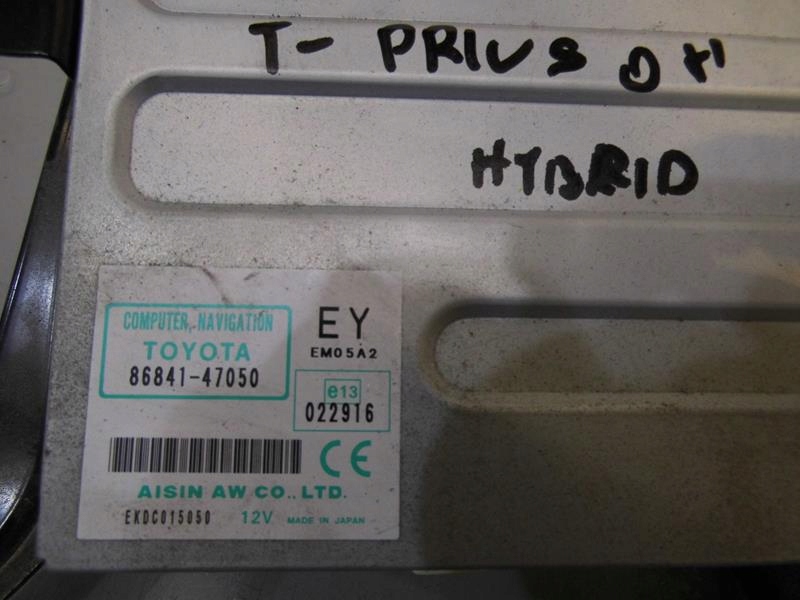 T- PRIUS
HYBRID
COMPUTER, NAVIGATION
TOYOTA
86841-47050
EY
EM05A2
e13
022916
CE
AISIN AW CO., LTD.
EKDC015050 12V MADE IN JAPAN